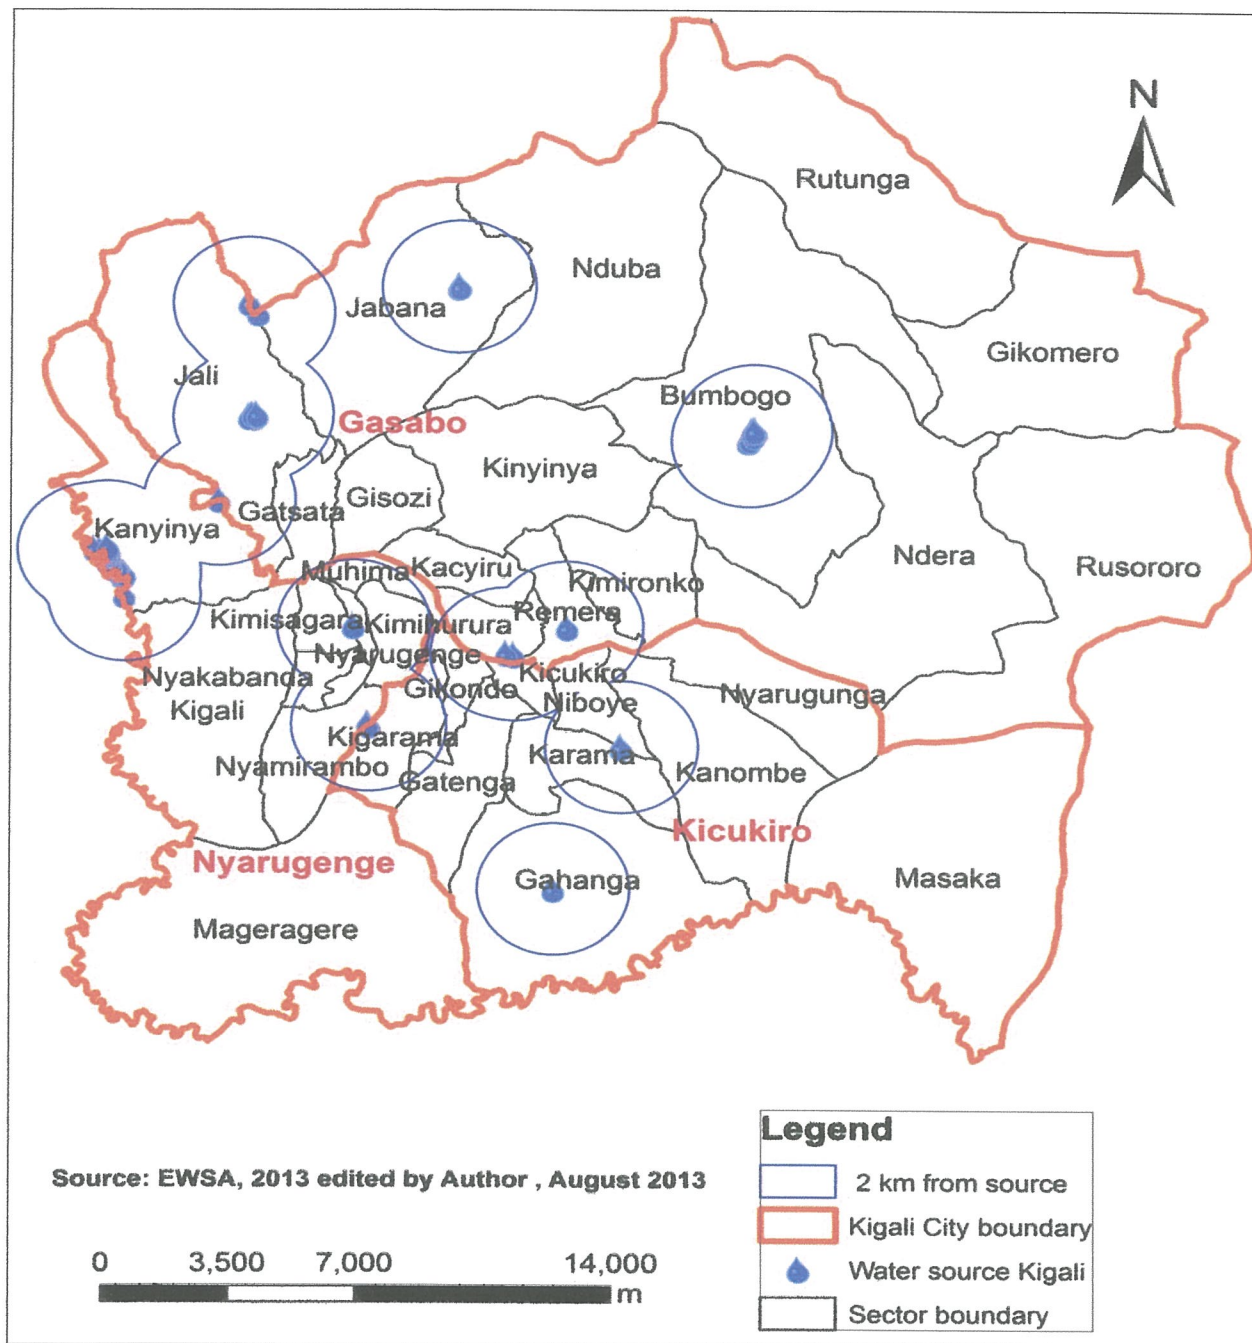 N
Rutunga
Nduba
Jabana
Gikomero
Jali
Bumbogo
Gasabo
Kinyinya
Gisozi
Gatsata
Kanyinya
Ndera
Rusororo
Muhima
Kacyiru
Kimironko
Remera
Kimisagara
Kimihurura
Nyarugenge
Nyakabanda
Kicukiro
Gikondo
Niboye
Nyarugunga
Kigali
Kigarama
Karama
Nyamirambo
Gatenga
Kanombe
Kicukiro
Nyarugenge
Gahanga
Masaka
Mageragere
Legend
2 km from source
Kigali City boundary
Water source Kigali
Sector boundary
Source: EWSA, 2013 edited by Author , August 2013
0 3,500 7,000 14,000
m